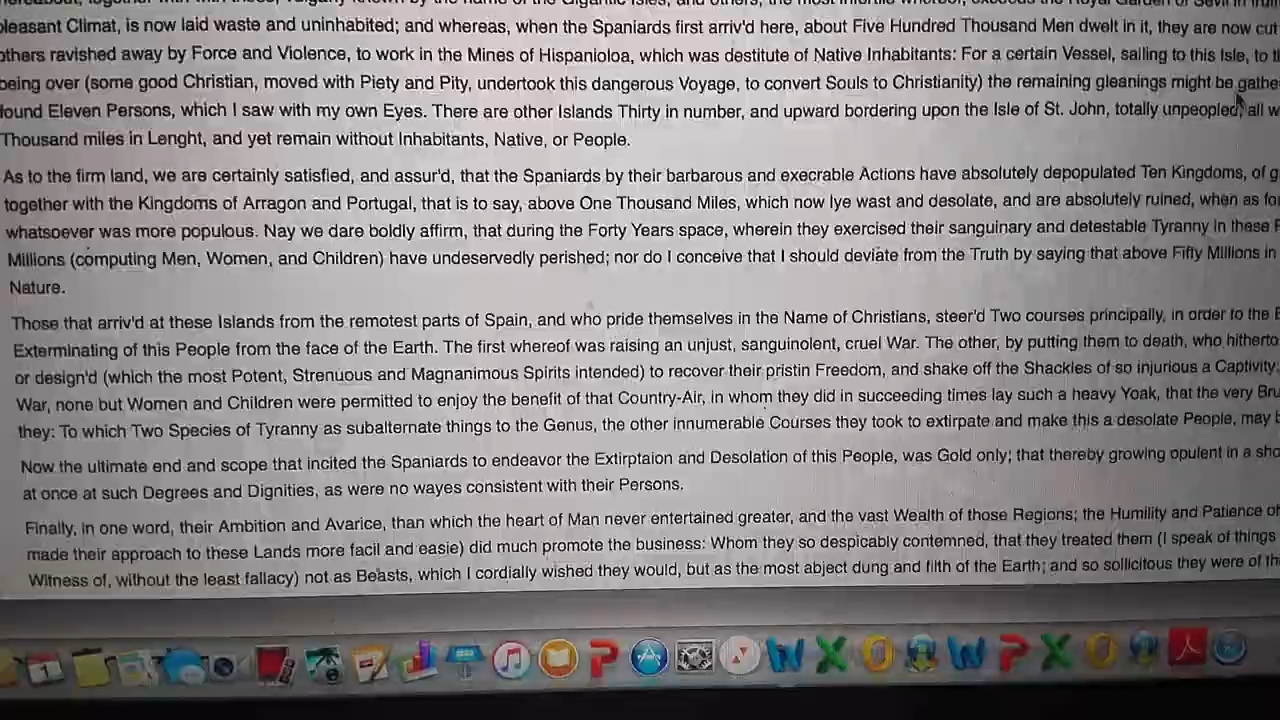 thereabout, together with these, vulgarly known by the name of the Gigantic Isles, and others, the most infertile whereof, exceeds the Royal Garden of Sevil in
pleasant Climat, is now laid waste and uninhabited; and whereas, when the Spaniards first arriv'd here, about Five Hundred Thousand Men dwelt in it, they are now cut
others ravished away by Force and Violence, to work in the Mines of Hispanioloa, which was destitute of Native Inhabitants: For a certain Vessel, sailing to this Isle, to
being over (some good Christian, moved with Piety and Pity, undertook this dangerous Voyage, to convert Souls to Christianity) the remaining gleanings might be
found Eleven Persons, which I saw with my own Eyes. There are other Islands Thirty in number, and upward bordering upon the Isle of St. John, totally unpeopled; all
Thousand miles in Lenght, and yet remain without Inhabitants, Native, or People.
As to the firm land, we are certainly satisfied, and assur'd, that the Spaniards by their barbarous and execrable Actions have absolutely depopulated Ten Kingdoms, of
together with the Kingdoms of Arragon and Portugal, that is to say, above One Thousand Miles, which now lye wast and desolate, and are absolutely ruined, when as
whatsoever was more populous. Nay we dare boldly affirm, that during the Forty Years space, wherein they exercised their sanguinary and detestable Tyranny in these
Millions (computing Men, Women, and Children) have undeservedly perished; nor do I conceive that I should deviate from the Truth by saying that above Fifty Millions in
Nature.
Those that arriv'd at these Islands from the remotest parts of Spain, and who pride themselves in the Name of Christians, steer'd Two courses principally, in order to the
Exterminating of this People from the face of the Earth. The first whereof was raising an unjust, sanguinolent, cruel War. The other, by putting them to death, who hitherto
or design'd (which the most Potent, Strenuous and Magnanimous Spirits intended) to recover their pristin Freedom, and shake off the Shackles of so injurious a Captivity
War, none but Women and Children were permitted to enjoy the benefit of that Country-Air, in whom they did in succeeding times lay such a heavy Yoak, that the very
they: To which Two Species of Tyranny as subalternate things to the Genus, the other innumerable Courses they took to extirpate and make this a desolate People, may
Now the ultimate end and scope that incited the Spaniards to endeavor the Extirptaion and Desolation of this People, was Gold only; that thereby growing opulent in a
at once at such Degrees and Dignities, as were no wayes consistent with their Persons.
Finally, in one word, their Ambition and Avarice, than which the heart of Man never entertained greater, and the vast Wealth of those Regions; the Humility and Patience of
made their approach to these Lands more facil and easie) did much promote the business: Whom they so despicably contemned, that they treated them (I speak of things
Witness of, without the least fallacy) not as Beasts, which I cordially wished they would, but as the most abject dung and filth of the Earth; and so sollicitous they were of